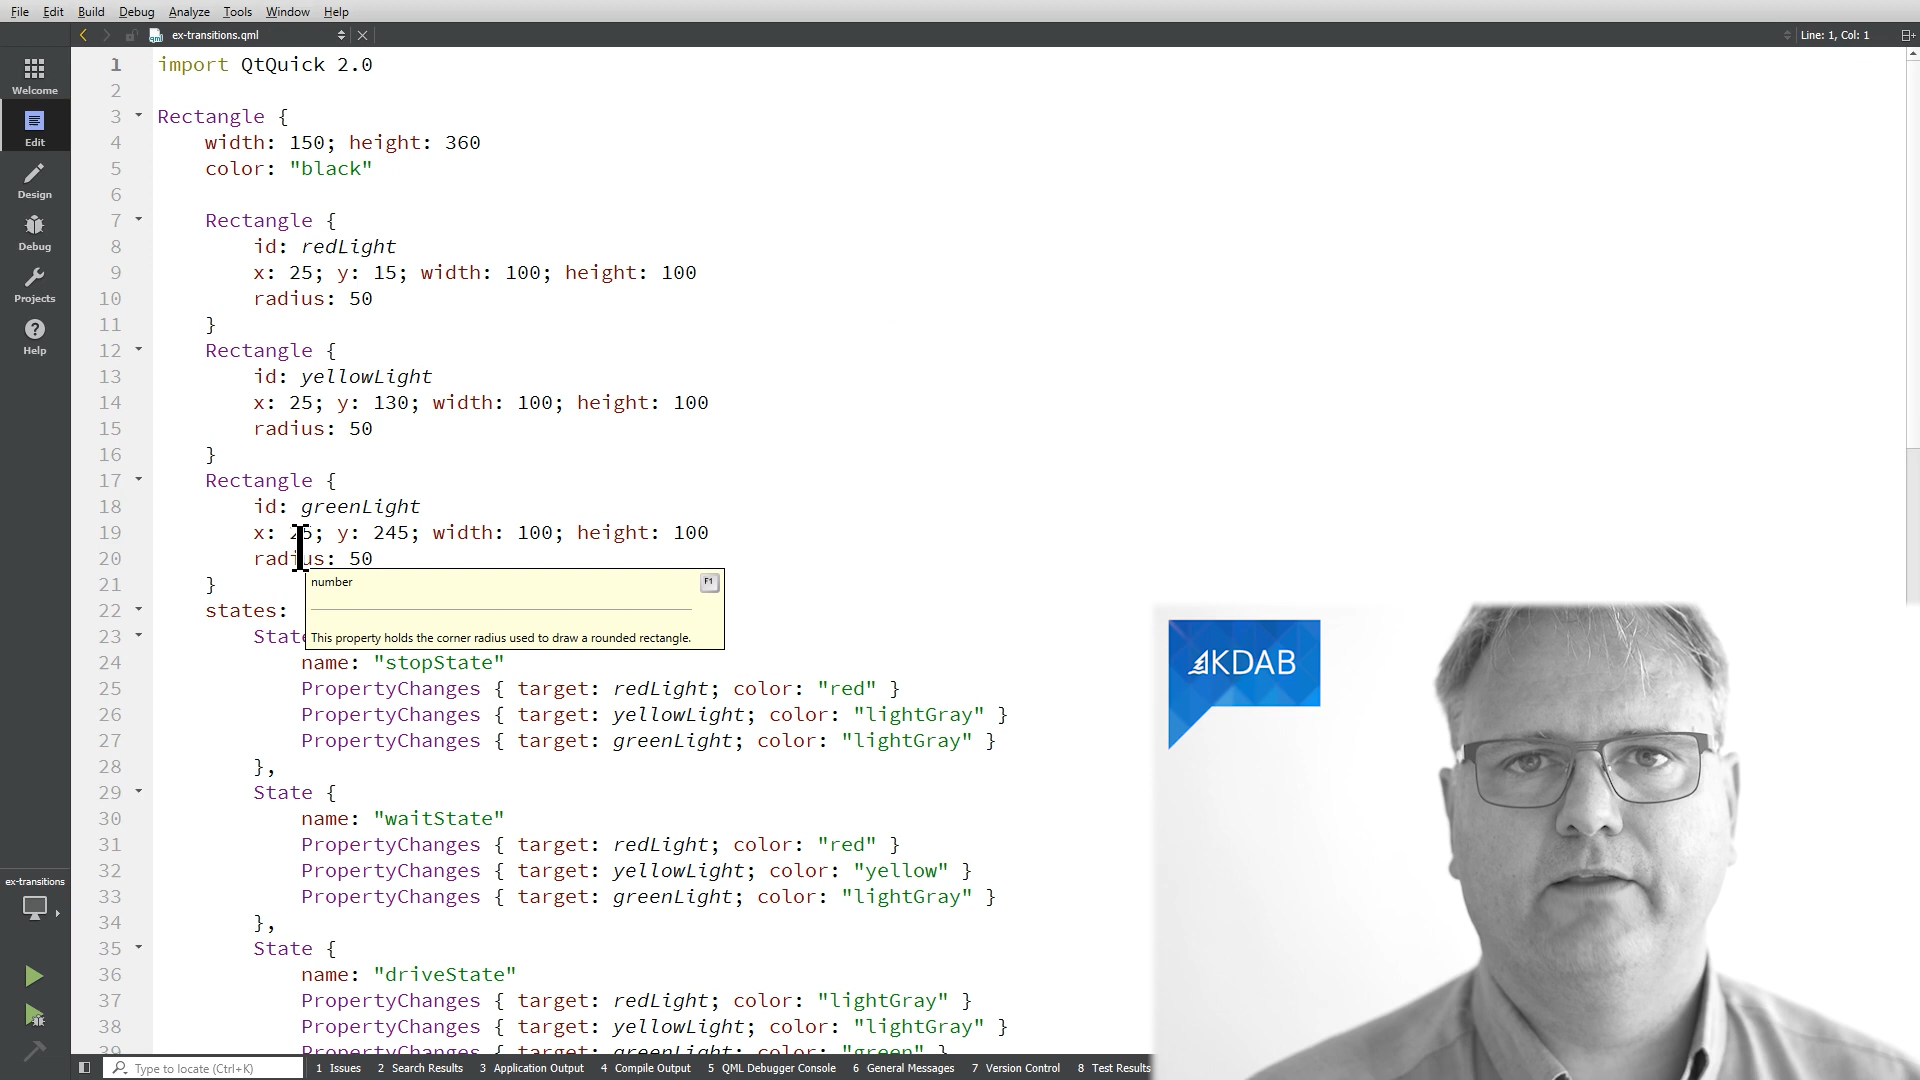 File Edit Build Debug Analyze Tools Window Help
ex-transitions.qml Line: 1, Col: 1
Welcome
Edit
Design
Debug
Projects
Help
ex-transitions
1 import QtQuick 2.0
2
3 Rectangle {
4 width: 150; height: 360
5 color: "black"
6
7 Rectangle {
8 id: redLight
9 x: 25; y: 15; width: 100; height: 100
10 radius: 50
11 }
12 Rectangle {
13 id: yellowLight
14 x: 25; y: 130; width: 100; height: 100
15 radius: 50
16 }
17 Rectangle {
18 id: greenLight
19 x: 25; y: 245; width: 100; height: 100
20 radius: 50
21 }
number F1
This property holds the corner radius used to draw a rounded rectangle.
22 states:
23 State
24 name: "stopState"
25 PropertyChanges { target: redLight; color: "red" }
26 PropertyChanges { target: yellowLight; color: "lightGray" }
27 PropertyChanges { target: greenLight; color: "lightGray" }
28 },
29 State {
30 name: "waitState"
31 PropertyChanges { target: redLight; color: "red" }
32 PropertyChanges { target: yellowLight; color: "yellow" }
33 PropertyChanges { target: greenLight; color: "lightGray" }
34 },
35 State {
36 name: "driveState"
37 PropertyChanges { target: redLight; color: "lightGray" }
38 PropertyChanges { target: yellowLight; color: "lightGray" }
39 PropertyChanges { target: greenLight; color: "green" }
KDAB
Type to locate (Ctrl+K) 1 Issues 2 Search Results 3 Application Output 4 Compile Output 5 QML Debugger Console 6 General Messages 7 Version Control 8 Test Results